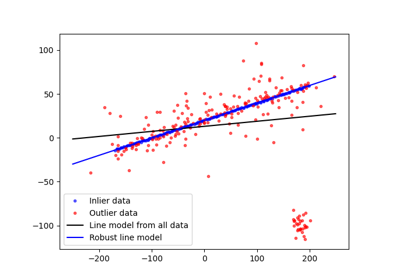 100
50
0
−50
−100
Inlier data
Outlier data
Line model from all data
Robust line model
−200
−100
0
100
200